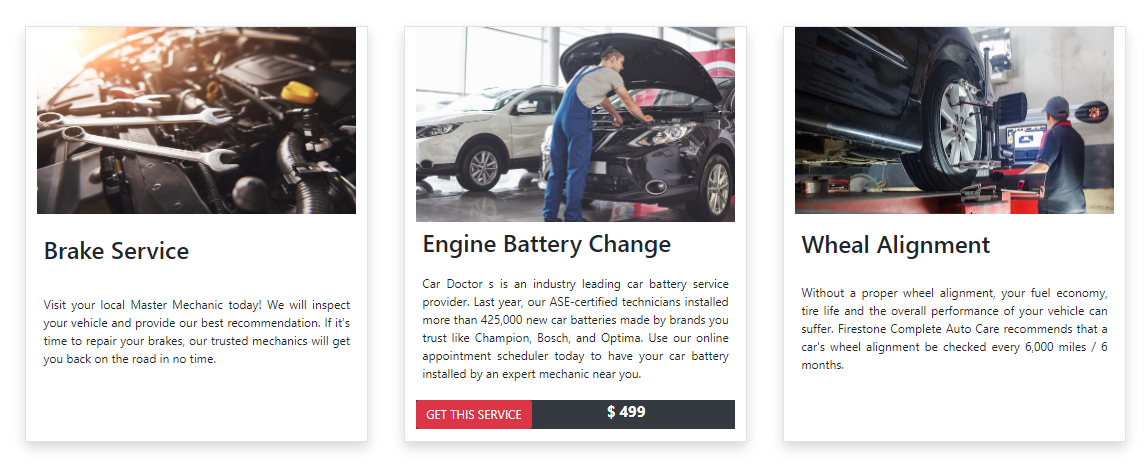 Brake Service
Visit your local Master Mechanic today! We will inspect
your vehicle and provide our best recommendation. If it's
time to repair your brakes, our trusted mechanics will get
you back on the road in no time.
Engine Battery Change
Car Doctor s is an industry leading car battery service
provider. Last year, our ASE-certified technicians installed
more than 425,000 new car batteries made by brands you
trust like Champion, Bosch, and Optima. Use our online
appointment scheduler today to have your car battery
installed by an expert mechanic near you.
GET THIS SERVICE
$ 499
Wheal Alignment
Without a proper wheel alignment, your fuel economy,
tire life and the overall performance of your vehicle can
suffer. Firestone Complete Auto Care recommends that a
car's wheel alignment be checked every 6,000 miles / 6
months.